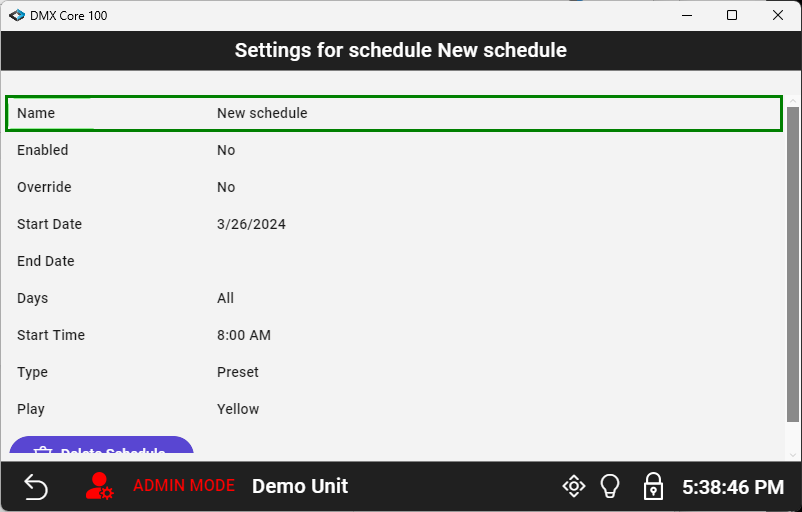 DMX Core 100
Settings for schedule New schedule
Name New schedule
Enabled No
Override No
Start Date 3/26/2024
End Date
Days All
Start Time 8:00 AM
Type Preset
Play Yellow
Delete Schedule
ADMIN MODE Demo Unit 5:38:46 PM